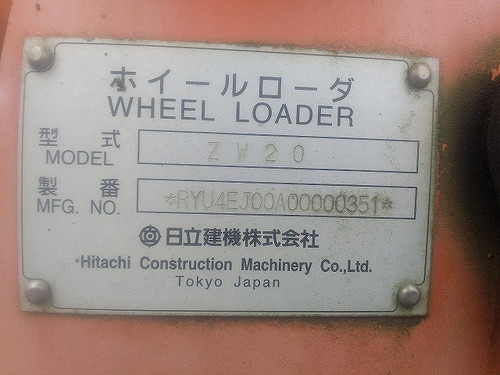 ホイールローダ
WHEEL LOADER
型式 ZW20
MODEL
製番 *RYU4EJ00A00000351*
MFG. NO.
日立建機株式会社
Hitachi Construction Machinery Co.,Ltd.
Tokyo Japan